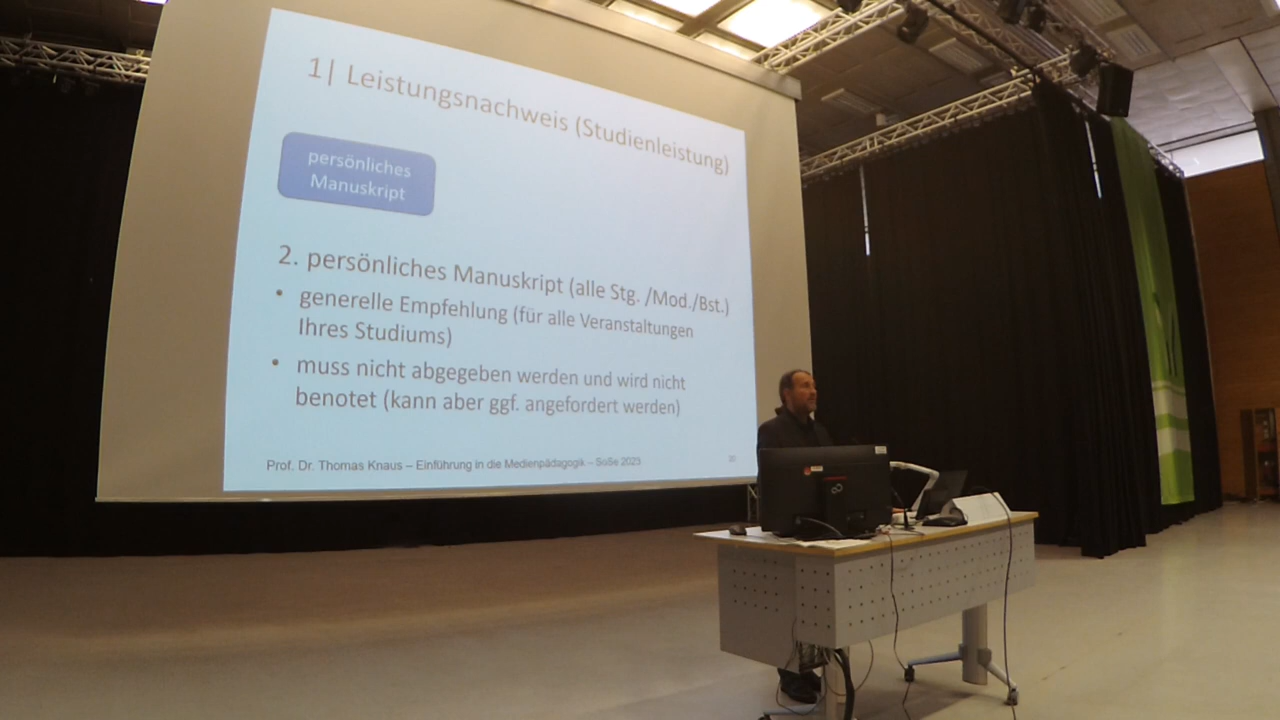 1| Leistungsnachweis (Studienleistung)
persönliches
Manuskript
2. persönliches Manuskript (alle Stg. /Mod./Bst.)
• generelle Empfehlung (für alle Veranstaltungen
Ihres Studiums)
• muss nicht abgegeben werden und wird nicht
benotet (kann aber ggf. angefordert werden)
Prof. Dr. Thomas Knaus – Einführung in die Medienpädagogik – SoSe 2023